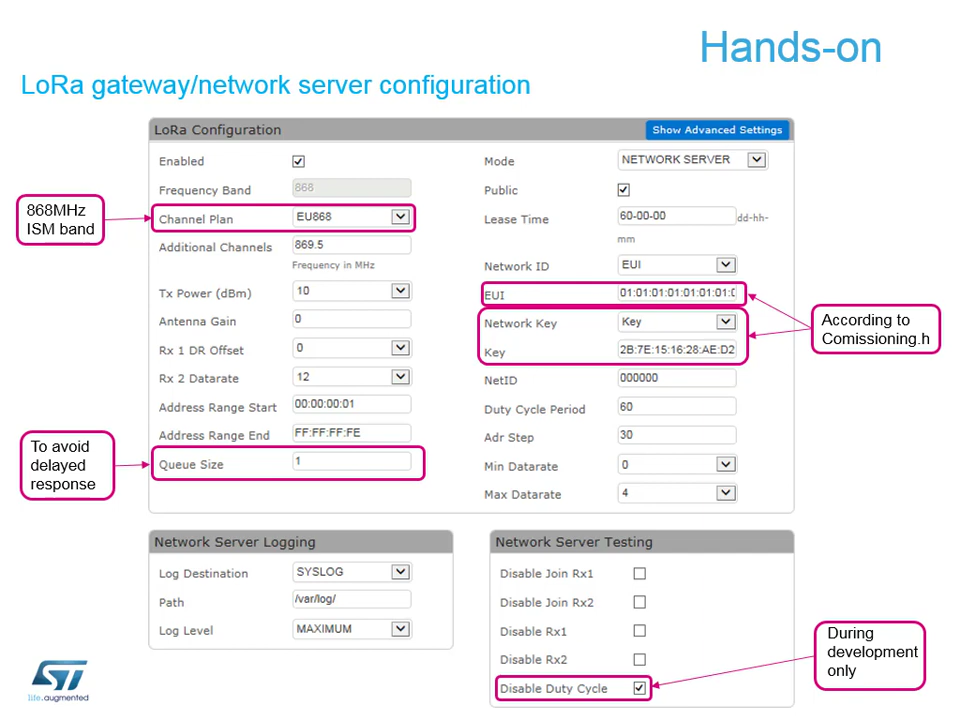 Hands-on
LoRa gateway/network server configuration
LoRa Configuration
Show Advanced Settings
Enabled
Frequency Band 868
Channel Plan EU868
Additional Channels 869.5
Frequency in MHz
Tx Power (dBm) 10
Antenna Gain 0
Rx 1 DR Offset 0
Rx 2 Datarate 12
Address Range Start 00:00:00:01
Address Range End FF:FF:FF:FE
Queue Size 1
Mode NETWORK SERVER
Public
Lease Time 60-00-00 dd-hh-
mm
Network ID EUI
EUI 01:01:01:01:01:01:01:0
Network Key Key
Key 2B:7E:15:16:28:AE:D2
NetID 000000
Duty Cycle Period 60
Adr Step 30
Min Datarate 0
Max Datarate 4
868MHz
ISM band
To avoid
delayed
response
According to
Comissioning.h
Network Server Logging
Log Destination SYSLOG
Path /var/log/
Log Level MAXIMUM
Network Server Testing
Disable Join Rx1
Disable Join Rx2
Disable Rx1
Disable Rx2
Disable Duty Cycle
During
development
only
ST
life.augmented